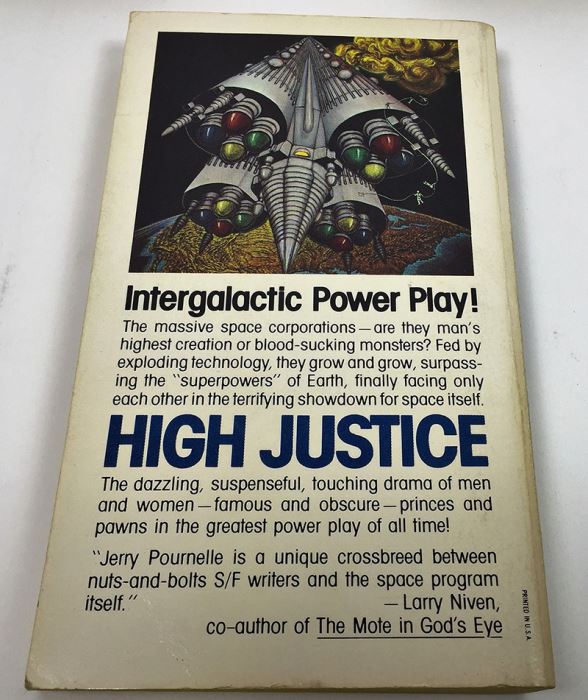 Intergalactic Power Play!
The massive space corporations—are they man's
highest creation or blood-sucking monsters? Fed by
exploding technology, they grow and grow, surpass-
ing the "superpowers" of Earth, finally facing only
each other in the terrifying showdown for space itself.
HIGH JUSTICE
The dazzling, suspenseful, touching drama of men
and women—famous and obscure—princes and
pawns in the greatest power play of all time!
"Jerry Pournelle is a unique crossbreed between
nuts-and-bolts S/F writers and the space program
itself." —Larry Niven,
co-author of The Mote in God's Eye
PRINTED IN U.S.A.